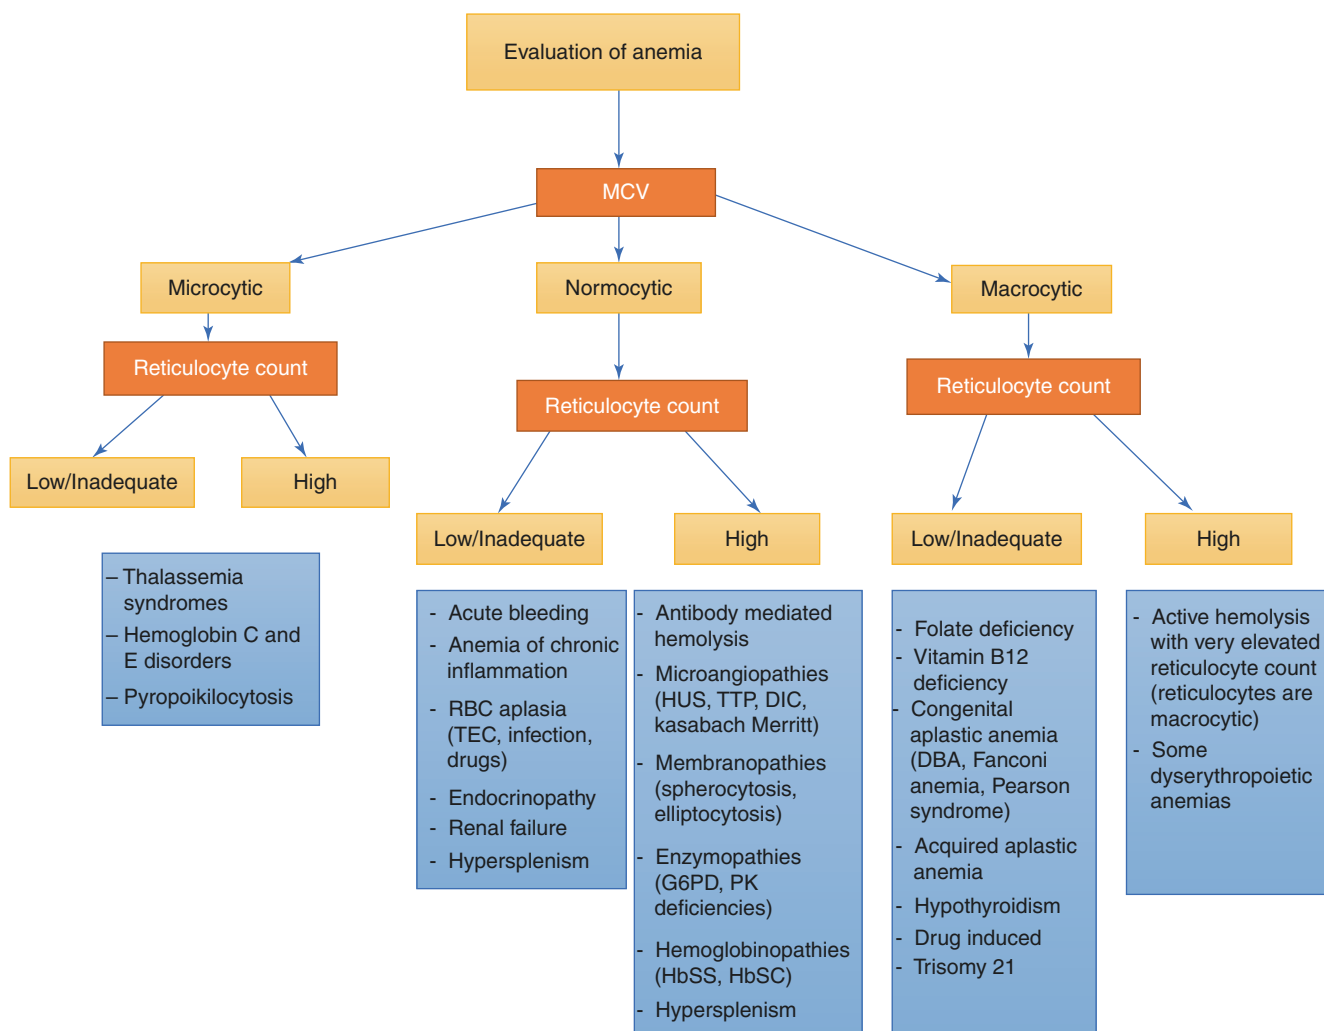 Evaluation of anemia
MCV
Microcytic
Normocytic
Macrocytic
Reticulocyte count
Reticulocyte count
Reticulocyte count
Low/Inadequate
High
Low/Inadequate
High
Low/Inadequate
High
– Thalassemia
syndromes
– Hemoglobin C and
E disorders
– Pyropoikilocytosis
- Acute bleeding
- Anemia of chronic
inflammation
- RBC aplasia
(TEC, infection,
drugs)
- Endocrinopathy
- Renal failure
- Hypersplenism
- Antibody mediated
hemolysis
- Microangiopathies
(HUS, TTP, DIC,
kasabach Merritt)
- Membranopathies
(spherocytosis,
elliptocytosis)
- Enzymopathies
(G6PD, PK
deficiencies)
- Hemoglobinopathies
(HbSS, HbSC)
- Hypersplenism
- Folate deficiency
- Vitamin B12
deficiency
- Congenital
aplastic anemia
(DBA, Fanconi
anemia, Pearson
syndrome)
- Acquired aplastic
anemia
- Hypothyroidism
- Drug induced
- Trisomy 21
- Active hemolysis
with very elevated
reticulocyte count
(reticulocytes are
macrocytic)
- Some
dyserythropoietic
anemias